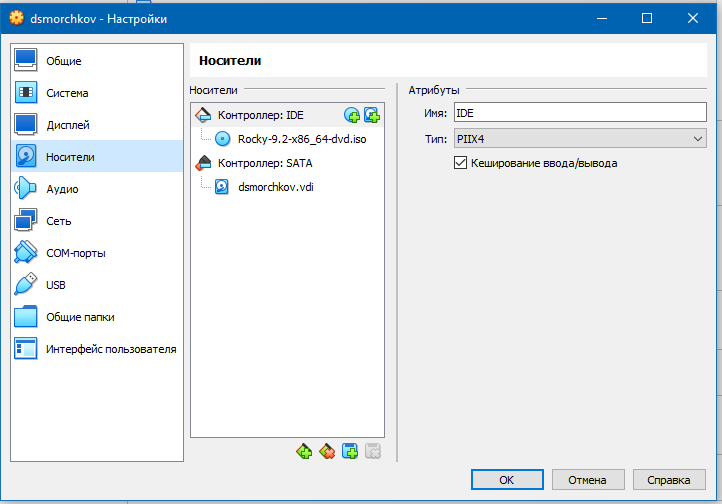 dsmorchkov - Настройки
Общие
Система
Дисплей
Носители
Аудио
Сеть
COM-порты
USB
Общие папки
Интерфейс пользователя
Носители
Носители
Контроллер: IDE
Rocky-9.2-x86_64-dvd.iso
Контроллер: SATA
dsmorchkov.vdi
Атрибуты
Имя: IDE
Тип: PIIX4
Кеширование ввода/вывода
OK Отмена Справка